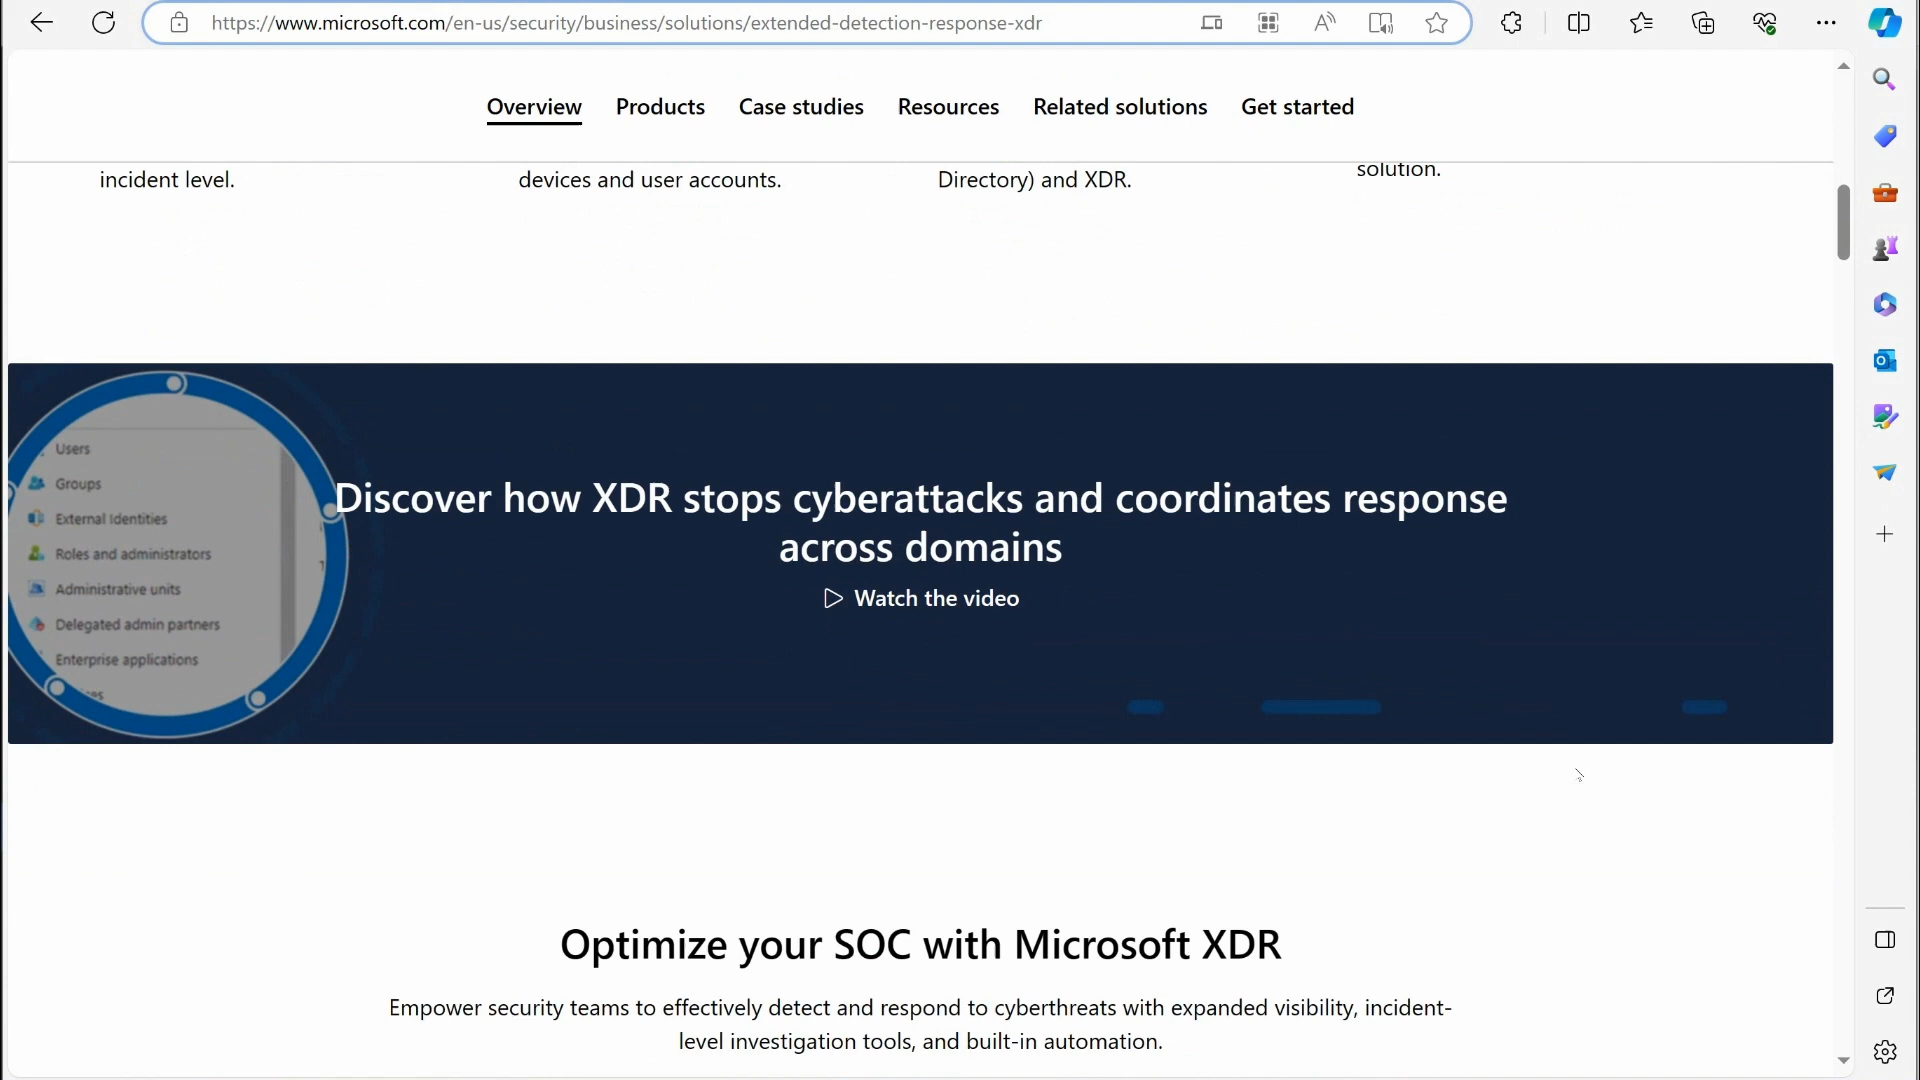 https://www.microsoft.com/en-us/security/business/solutions/extended-detection-response-xdr
Overview Products Case studies Resources Related solutions Get started
incident level. devices and user accounts. Directory) and XDR. solution.
Users
Groups
External Identities
Roles and administrators
Administrative units
Delegated admin partners
Enterprise applications
Discover how XDR stops cyberattacks and coordinates response
across domains
Watch the video
Optimize your SOC with Microsoft XDR
Empower security teams to effectively detect and respond to cyberthreats with expanded visibility, incident-
level investigation tools, and built-in automation.